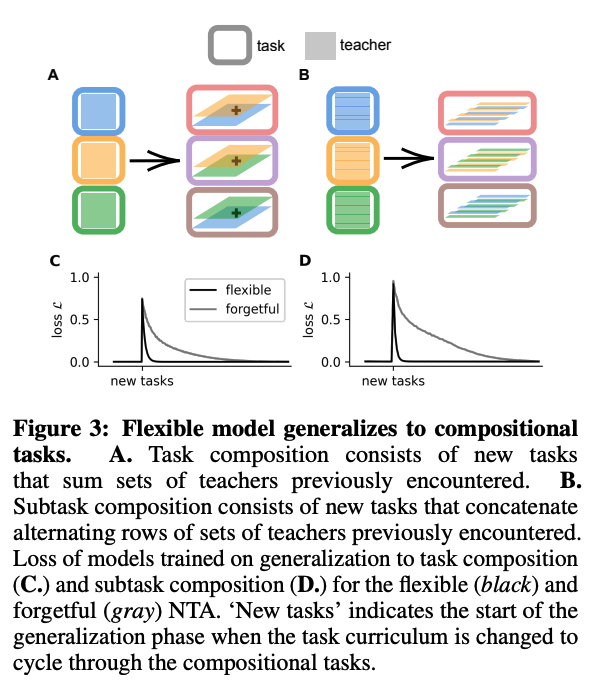 task
teacher
A
B
+
+
+
C
D
1.0
0.5
0.0
loss ℒ
flexible
forgetful
new tasks
1.0
0.5
0.0
loss ℒ
new tasks
Figure 3: Flexible model generalizes to compositional
tasks. A. Task composition consists of new tasks
that sum sets of teachers previously encountered. B.
Subtask composition consists of new tasks that concatenate
alternating rows of sets of teachers previously encountered.
Loss of models trained on generalization to task composition
(C.) and subtask composition (D.) for the flexible (black) and
forgetful (gray) NTA. ‘New tasks’ indicates the start of the
generalization phase when the task curriculum is changed to
cycle through the compositional tasks.